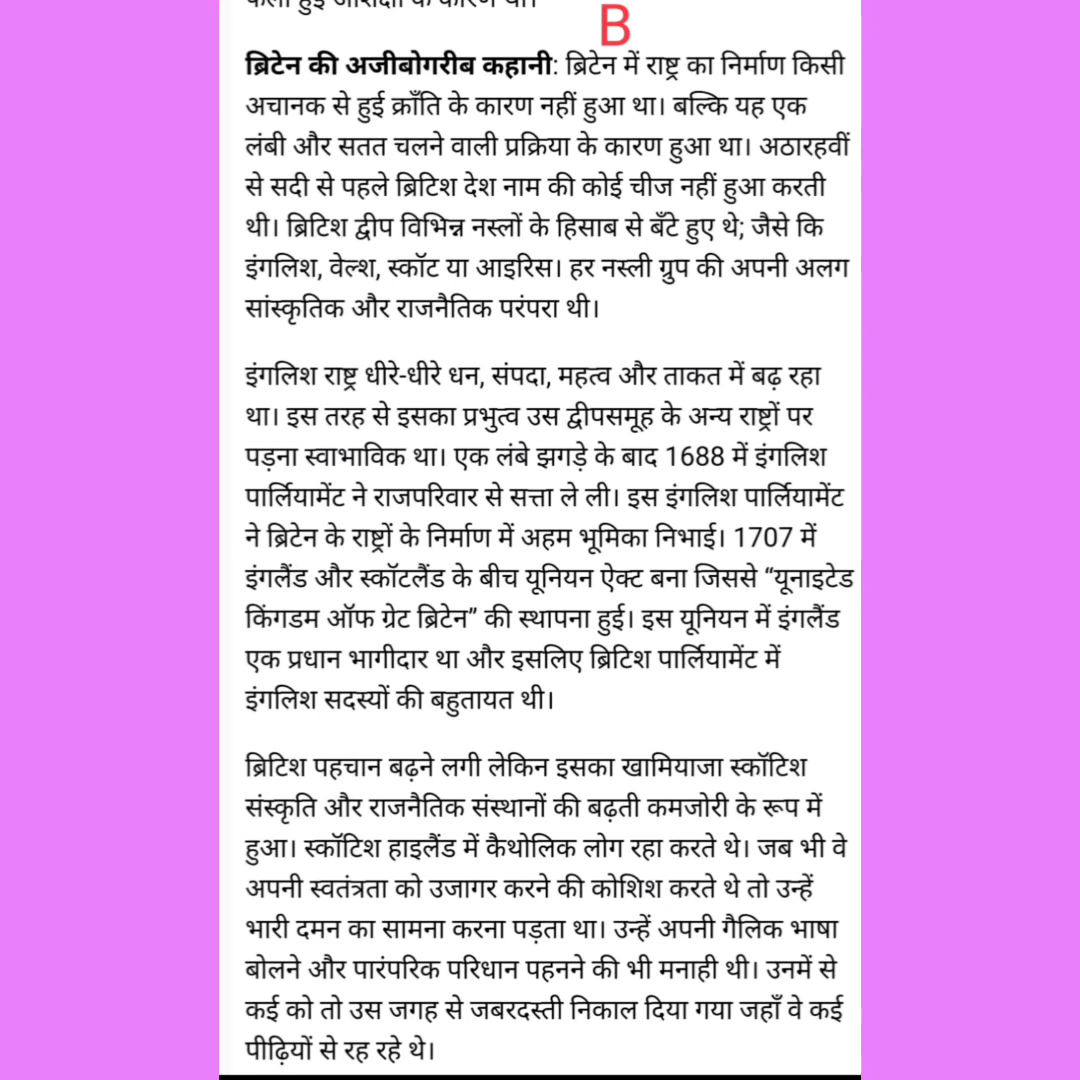 B
ब्रिटेन की अजीबोगरीब कहानी: ब्रिटेन में राष्ट्र का निर्माण किसी
अचानक से हुई क्राँति के कारण नहीं हुआ था। बल्कि यह एक
लंबी और सतत चलने वाली प्रक्रिया के कारण हुआ था। अठारहवीं
से सदी से पहले ब्रिटिश देश नाम की कोई चीज नहीं हुआ करती
थी। ब्रिटिश द्वीप विभिन्न नस्लों के हिसाब से बँटे हुए थे; जैसे कि
इंगलिश, वेल्श, स्कॉट या आइरिस। हर नस्ली ग्रुप की अपनी अलग
सांस्कृतिक और राजनैतिक परंपरा थी।
इंगलिश राष्ट्र धीरे-धीरे धन, संपदा, महत्व और ताकत में बढ़ रहा
था। इस तरह से इसका प्रभुत्व उस द्वीपसमूह के अन्य राष्ट्रों पर
पड़ना स्वाभाविक था। एक लंबे झगड़े के बाद 1688 में इंगलिश
पार्लियामेंट ने राजपरिवार से सत्ता ले ली। इस इंगलिश पार्लियामेंट
ने ब्रिटेन के राष्ट्रों के निर्माण में अहम भूमिका निभाई। 1707 में
इंगलैंड और स्कॉटलैंड के बीच यूनियन ऐक्ट बना जिससे “यूनाइटेड
किंगडम ऑफ ग्रेट ब्रिटेन” की स्थापना हुई। इस यूनियन में इंगलैंड
एक प्रधान भागीदार था और इसलिए ब्रिटिश पार्लियामेंट में
इंगलिश सदस्यों की बहुतायत थी।
ब्रिटिश पहचान बढ़ने लगी लेकिन इसका खामियाजा स्कॉटिश
संस्कृति और राजनैतिक संस्थानों की बढ़ती कमजोरी के रूप में
हुआ। स्कॉटिश हाइलैंड में कैथोलिक लोग रहा करते थे। जब भी वे
अपनी स्वतंत्रता को उजागर करने की कोशिश करते थे तो उन्हें
भारी दमन का सामना करना पड़ता था। उन्हें अपनी गैलिक भाषा
बोलने और पारंपरिक परिधान पहनने की भी मनाही थी। उनमें से
कई को तो उस जगह से जबरदस्ती निकाल दिया गया जहाँ वे कई
पीढ़ियों से रह रहे थे।